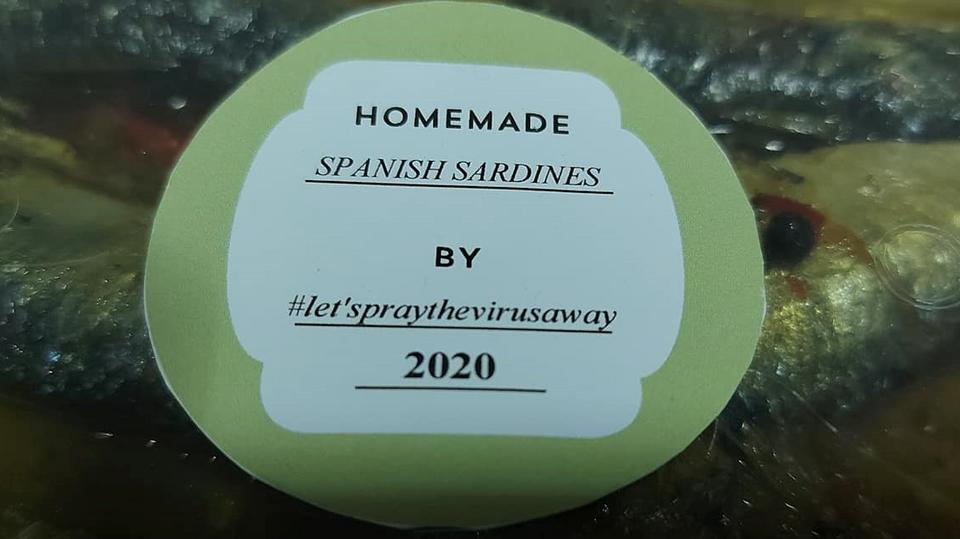 HOMEMADE
SPANISH SARDINES
BY
#let'spraythevirusaway
2020